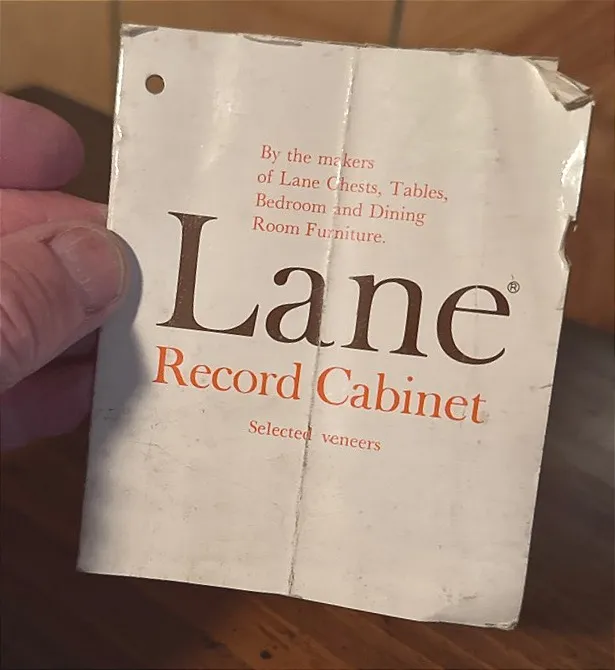 By the makers
of Lane Chests, Tables,
Bedroom and Dining
Room Furniture.
Lane®
Record Cabinet
Selected veneers